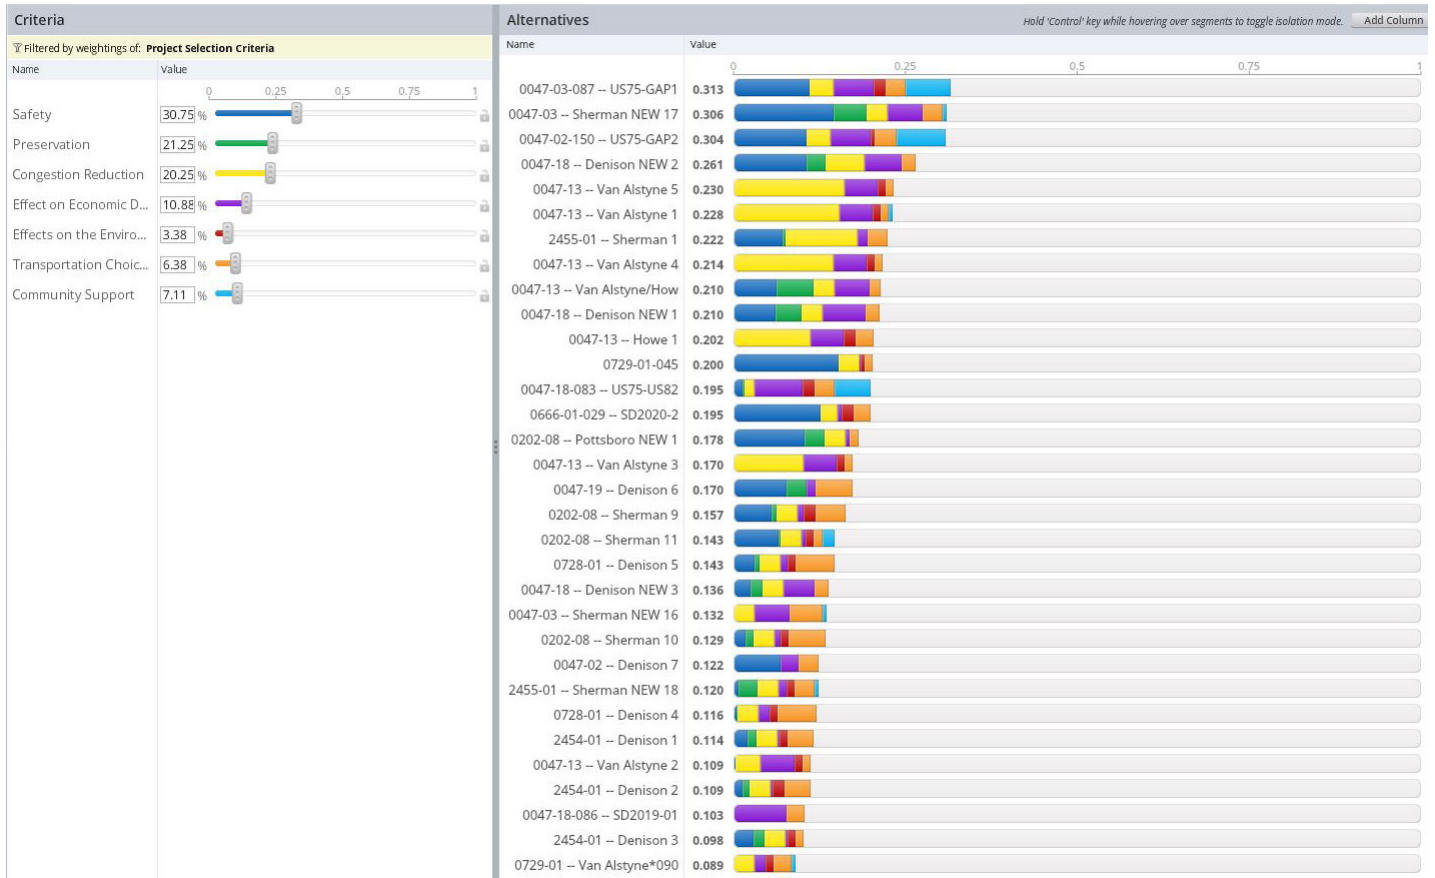 Criteria
Filtered by weightings of: Project Selection Criteria
Name Value
0 0.25 0.5 0.75 1
Safety 30.75 %
Preservation 21.25 %
Congestion Reduction 20.25 %
Effect on Economic D... 10.88 %
Effects on the Enviro... 3.38 %
Transportation Choic... 6.38 %
Community Support 7.11 %
Alternatives Hold 'Control' key while hovering over segments to toggle isolation mode. Add Column
Name Value
0 0.25 0.5 0.75 1
0047-03-087 -- US75-GAP1 0.313
0047-03 -- Sherman NEW 17 0.306
0047-02-150 -- US75-GAP2 0.304
0047-18 -- Denison NEW 2 0.261
0047-13 -- Van Alstyne 5 0.230
0047-13 -- Van Alstyne 1 0.228
2455-01 -- Sherman 1 0.222
0047-13 -- Van Alstyne 4 0.214
0047-13 -- Van Alstyne/How 0.210
0047-18 -- Denison NEW 1 0.210
0047-13 -- Howe 1 0.202
0729-01-045 0.200
0047-18-083 -- US75-US82 0.195
0666-01-029 -- SD2020-2 0.195
0202-08 -- Pottsboro NEW 1 0.178
0047-13 -- Van Alstyne 3 0.170
0047-19 -- Denison 6 0.170
0202-08 -- Sherman 9 0.157
0202-08 -- Sherman 11 0.143
0728-01 -- Denison 5 0.143
0047-18 -- Denison NEW 3 0.136
0047-03 -- Sherman NEW 16 0.132
0202-08 -- Sherman 10 0.129
0047-02 -- Denison 7 0.122
2455-01 -- Sherman NEW 18 0.120
0728-01 -- Denison 4 0.116
2454-01 -- Denison 1 0.114
0047-13 -- Van Alstyne 2 0.109
2454-01 -- Denison 2 0.109
0047-18-086 -- SD2019-01 0.103
2454-01 -- Denison 3 0.098
0729-01 -- Van Alstyne*090 0.089